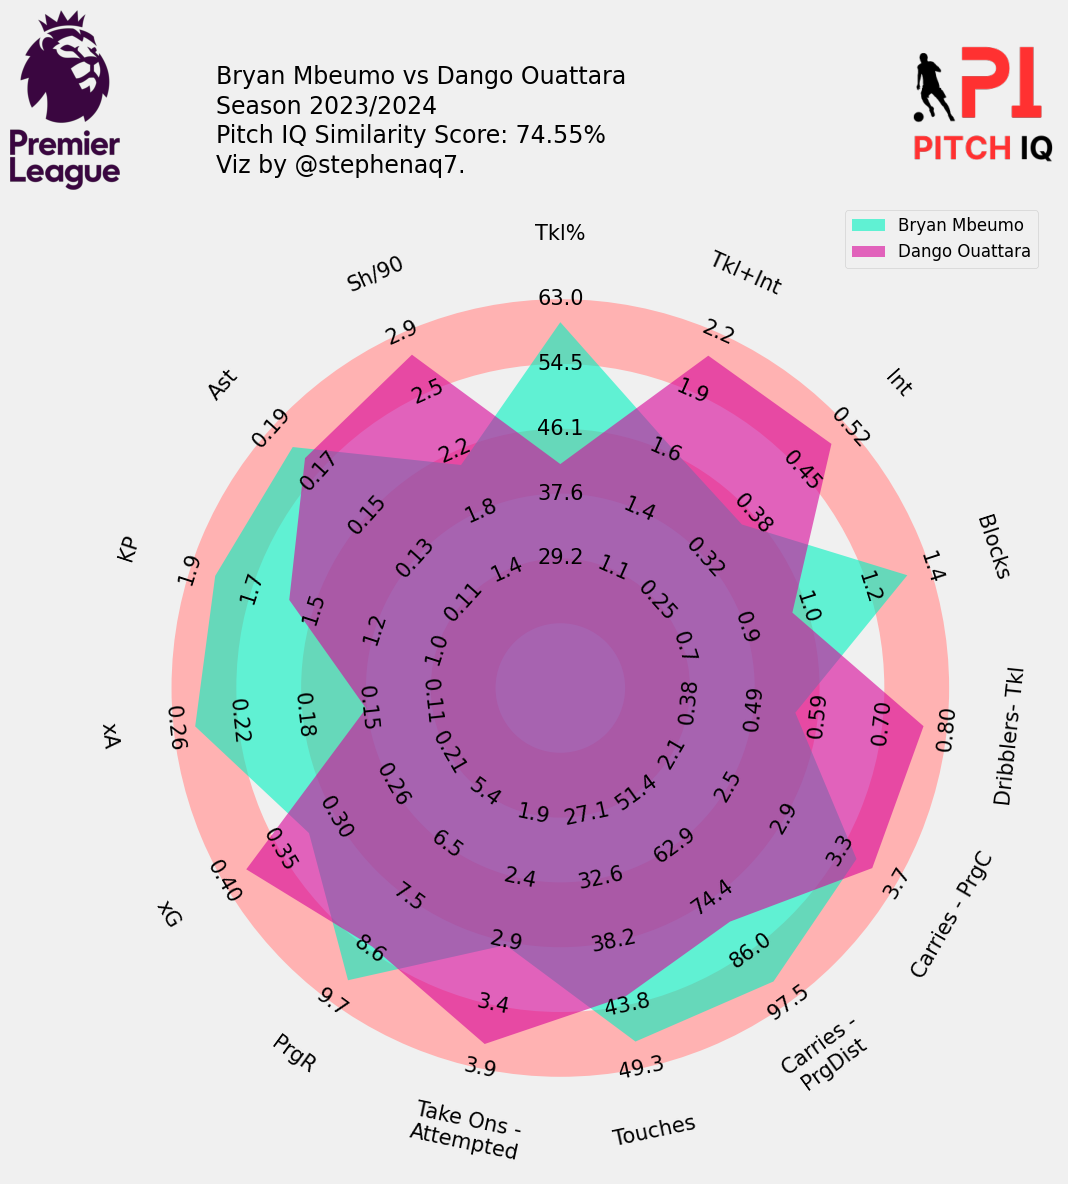 Premier
League
Bryan Mbeumo vs Dango Ouattara
Season 2023/2024
Pitch IQ Similarity Score: 74.55%
Viz by @stephenaq7.
PI
PITCH IQ
Bryan Mbeumo
Dango Ouattara
Tkl%
63.0
54.5
46.1
37.6
29.2
Tkl+Int
2.2
1.9
1.6
1.4
1.1
Int
0.52
0.45
0.38
0.32
0.25
Blocks
1.4
1.2
1.0
0.9
0.7
Dribblers- Tkl
0.80
0.70
0.59
0.49
0.38
Carries - PrgC
3.7
3.3
2.9
2.5
2.1
Carries -
PrgDist
97.5
86.0
74.4
62.9
51.4
Touches
49.3
43.8
38.2
32.6
27.1
Take Ons -
Attempted
3.9
3.4
2.9
2.4
1.9
PrgR
9.7
8.6
7.5
6.5
5.4
xG
0.40
0.35
0.30
0.26
0.21
xA
0.26
0.22
0.18
0.15
0.11
KP
1.9
1.7
1.5
1.2
1.0
Ast
0.19
0.17
0.15
0.13
0.11
Sh/90
2.9
2.5
2.2
1.8
1.4